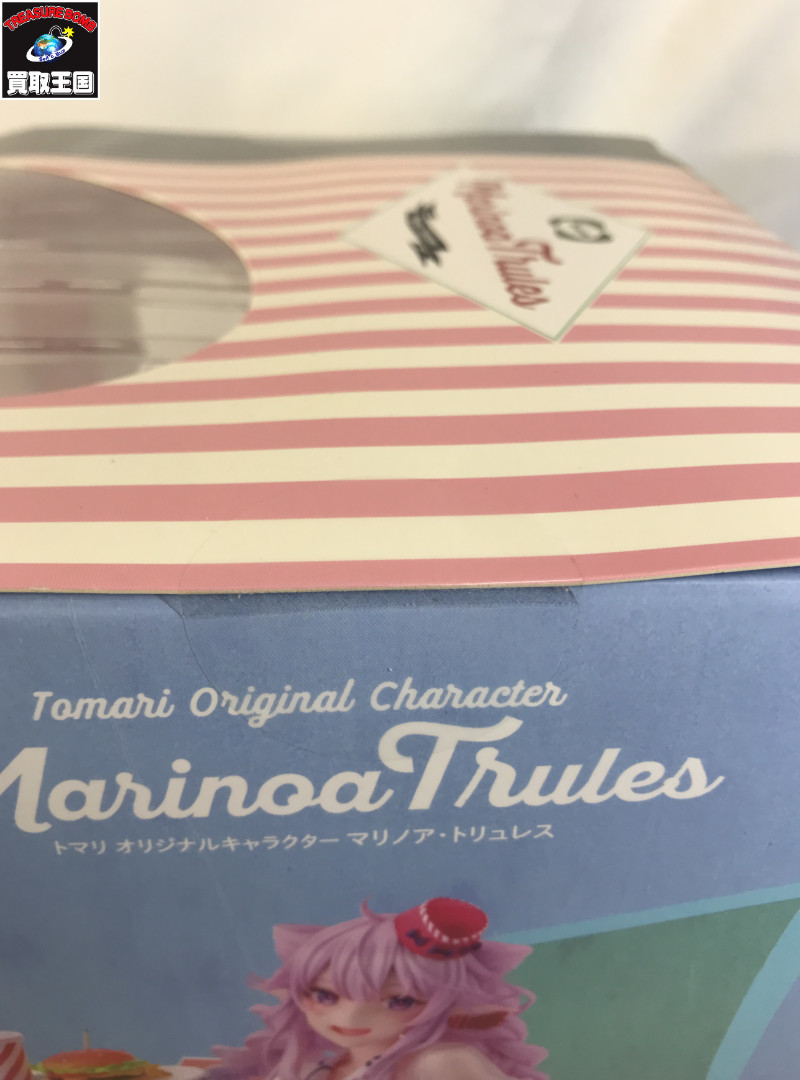 TREASURE BOMB
買取王国
Marinoa Trules
Tomari Original Character
Marinoa Trules
トマリ オリジナルキャラクター マリノア・トリュレス